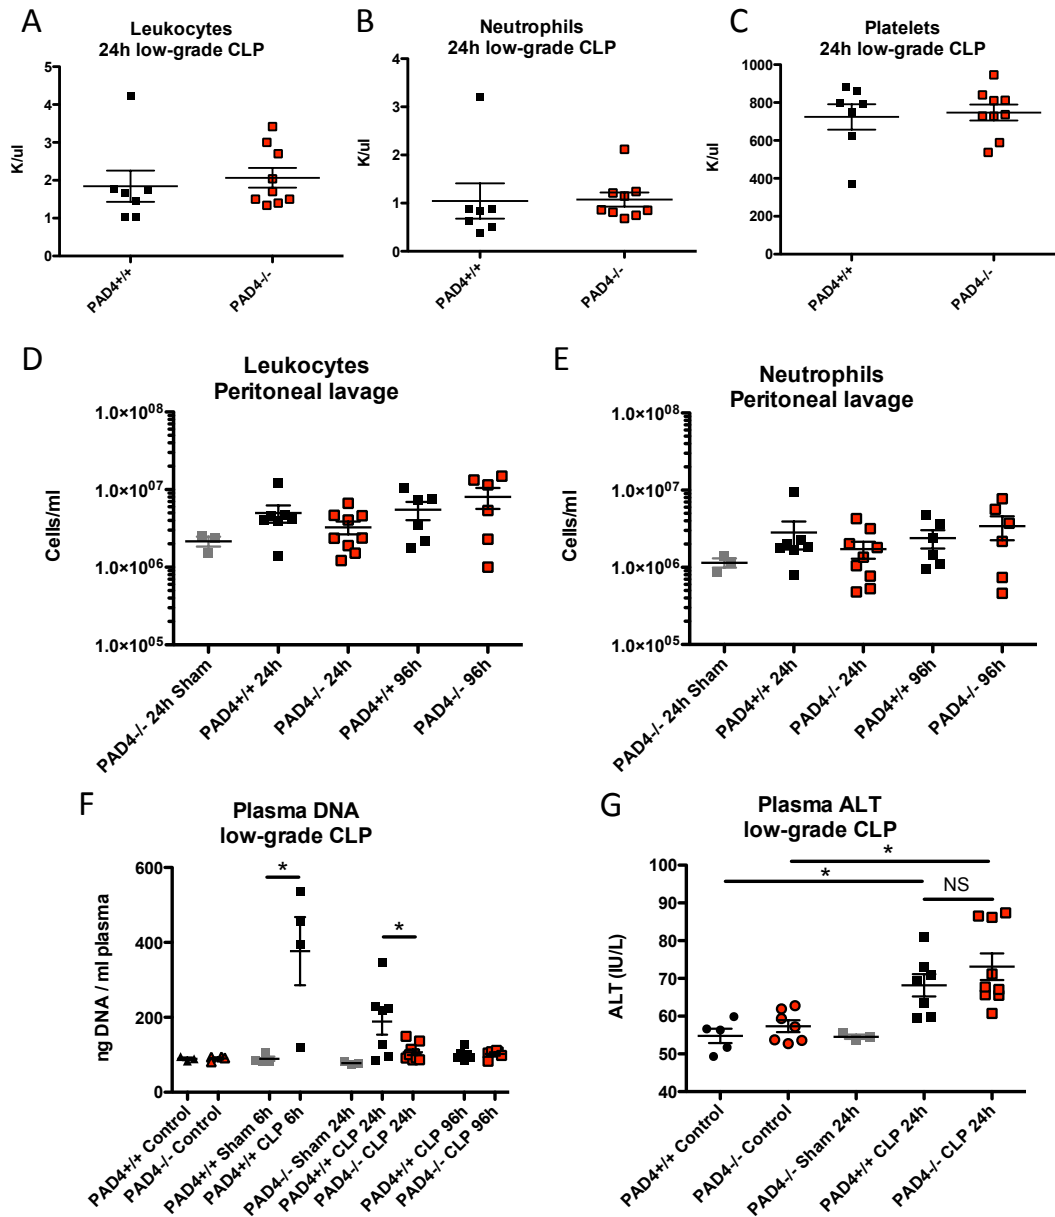 A
Leukocytes
24h low-grade CLP
K/ul
5
4
3
2
1
0
PAD4+/+
PAD4-/-
B
Neutrophils
24h low-grade CLP
K/ul
4
3
2
1
0
PAD4+/+
PAD4-/-
C
Platelets
24h low-grade CLP
K/ul
1000
800
600
400
200
0
PAD4+/+
PAD4-/-
D
Leukocytes
Peritoneal lavage
Cells/ml
1.0×10⁰⁸
1.0×10⁰⁷
1.0×10⁰⁶
1.0×10⁰⁵
PAD4-/- 24h Sham
PAD4+/+ 24h
PAD4-/- 24h
PAD4+/+ 96h
PAD4-/- 96h
E
Neutrophils
Peritoneal lavage
Cells/ml
1.0×10⁰⁸
1.0×10⁰⁷
1.0×10⁰⁶
1.0×10⁰⁵
PAD4-/- 24h Sham
PAD4+/+ 24h
PAD4-/- 24h
PAD4+/+ 96h
PAD4-/- 96h
F
Plasma DNA
low-grade CLP
ng DNA / ml plasma
600
400
200
0
*
*
PAD4+/+ Control
PAD4-/- Control
PAD4+/+ Sham 6h
PAD4+/+ CLP 6h
PAD4-/- Sham 24h
PAD4+/+ CLP 24h
PAD4-/- CLP 24h
PAD4+/+ CLP 96h
PAD4-/- CLP 96h
G
Plasma ALT
low-grade CLP
ALT (IU/L)
100
90
80
70
60
50
40
*
*
NS
PAD4+/+ Control
PAD4-/- Control
PAD4-/- Sham 24h
PAD4+/+ CLP 24h
PAD4-/- CLP 24h